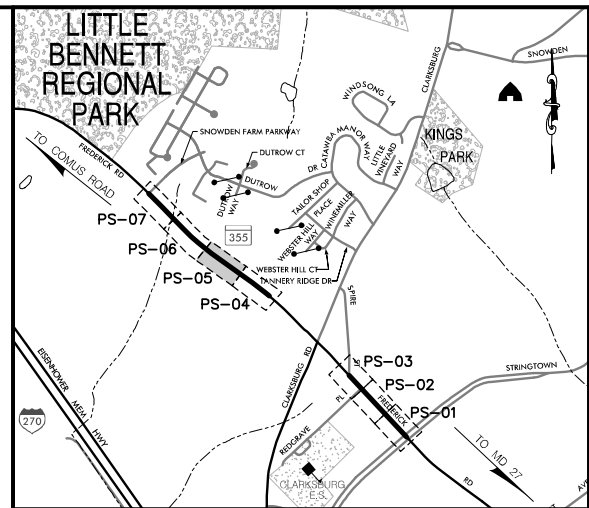 LITTLE
BENNETT
REGIONAL
PARK
TO COMUS ROAD
FREDERICK RD
SNOWDEN FARM PARKWAY
DUTROW CT
DUTROW
DR
DUTROW
WAY
CATAWBA MANOR WAY
WINDSONG LA
LITTLE
VINEYARD
WAY
CLARKSBURG
SNOWDEN
KINGS
PARK
TAILOR SHOP
PLACE
WINEMILLER
WAY
WEBSTER HILL
WAY
WEBSTER HILL CT
TANNERY RIDGE DR
355
PS-07
PS-06
PS-05
PS-04
SPIRE
ST
PS-03
PS-02
PS-01
CLARKSBURG RD
FREDERICK
RD
STRINGTOWN
REDGRAVE
PL
TO MD 27
EISENHOWER
MEM
HWY
270
CLARKSBURG
E.S.